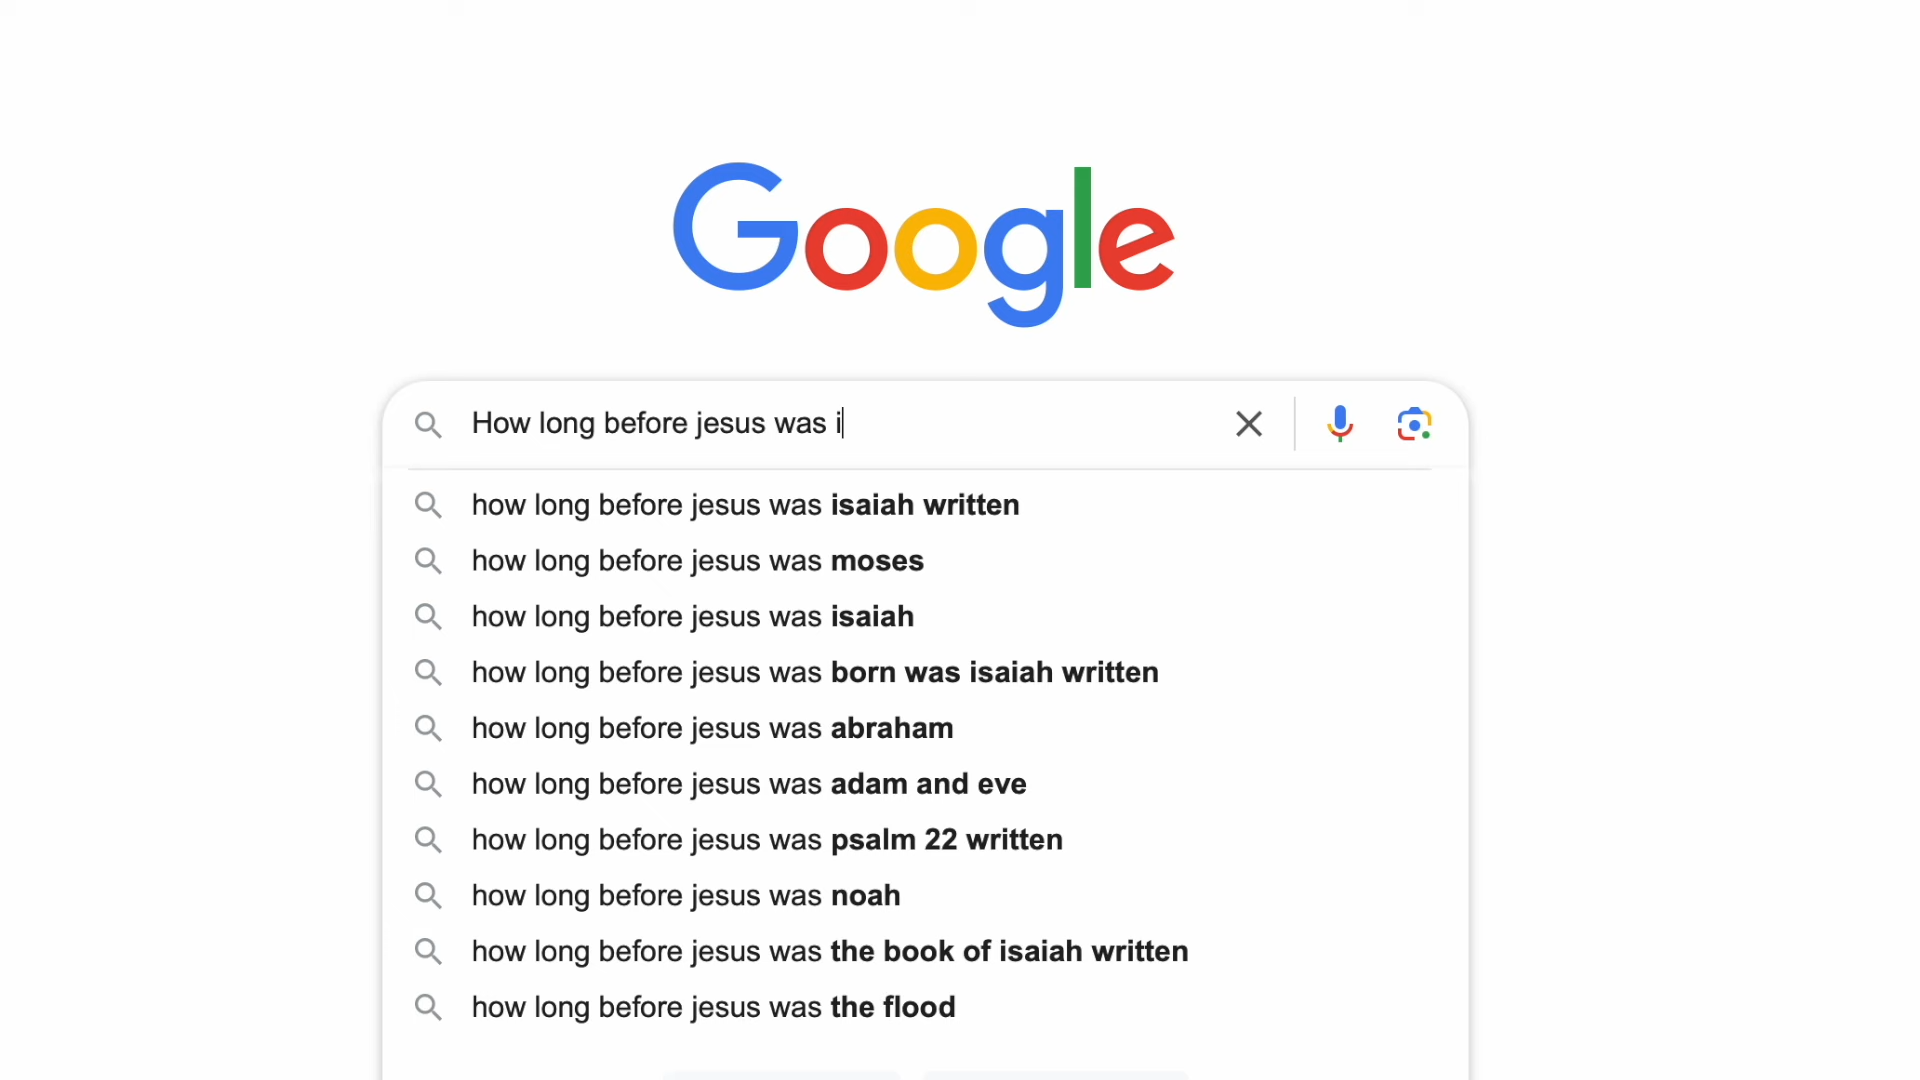 Google
How long before jesus was i
how long before jesus was isaiah written
how long before jesus was moses
how long before jesus was isaiah
how long before jesus was born was isaiah written
how long before jesus was abraham
how long before jesus was adam and eve
how long before jesus was psalm 22 written
how long before jesus was noah
how long before jesus was the book of isaiah written
how long before jesus was the flood